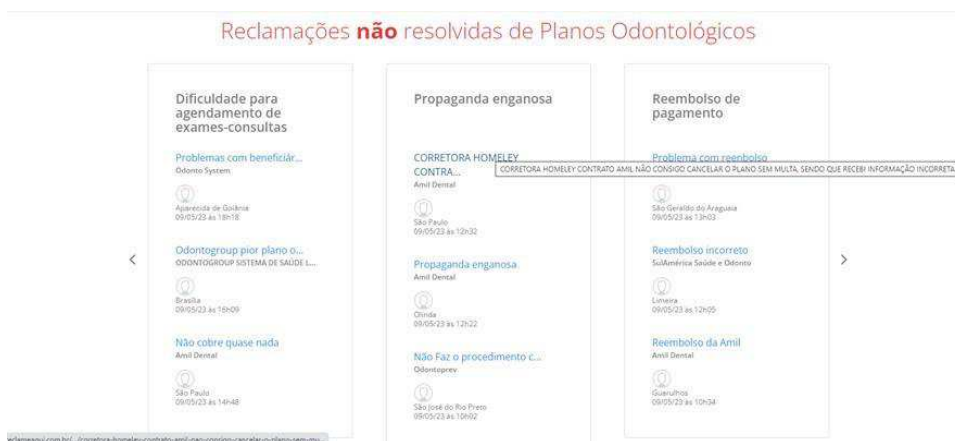 Reclamações não resolvidas de Planos Odontológicos
Dificuldade para
agendamento de
exames-consultas
Problemas com beneficiár...
Odonto System
Aparecida de Goiânia
09/05/23 às 18h18
Odontogroup pior plano o...
ODONTOGROUP SISTEMA DE SAÚDE L...
Brasília
09/05/23 às 16h09
Não cobre quase nada
Amil Dental
São Paulo
09/05/23 às 14h48
Propaganda enganosa
CORRETORA HOMELEY
CONTRA...
CORRETORA HOMELEY CONTRATO AMIL NÃO CONSIGO CANCELAR O PLANO SEM MULTA, SENDO QUE RECEBI INFORMAÇÃO INCORRETA
Amil Dental
São Paulo
09/05/23 às 12h32
Propaganda enganosa
Amil Dental
Olinda
09/05/23 às 12h22
Não Faz o procedimento c...
Odontoprev
São José do Rio Preto
09/05/23 às 10h02
Reembolso de
pagamento
Problema com reenbolso
São Geraldo do Araguaia
09/05/23 às 13h03
Reembolso incorreto
SulAmérica Saúde e Odonto
Limeira
09/05/23 às 12h05
Reembolso da Amil
Amil Dental
Guarulhos
09/05/23 às 10h34